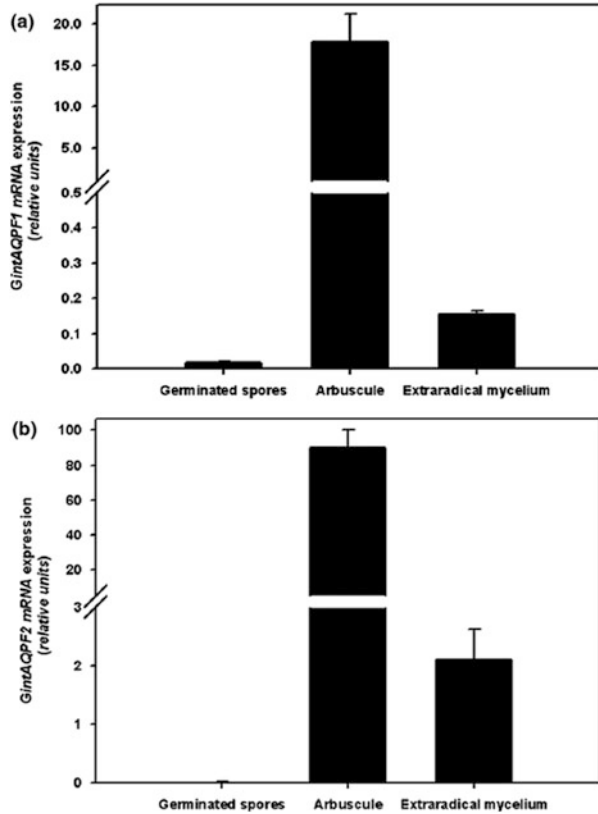 (a)
GintAQPF1 mRNA expression
(relative units)
20.0
15.0
10.0
5.0
0.5
0.4
0.3
0.2
0.1
0.0
Germinated spores Arbuscule Extraradical mycelium
(b)
GintAQPF2 mRNA expression
(relative units)
100
80
60
40
20
3
2
1
0
Germinated spores Arbuscule Extraradical mycelium